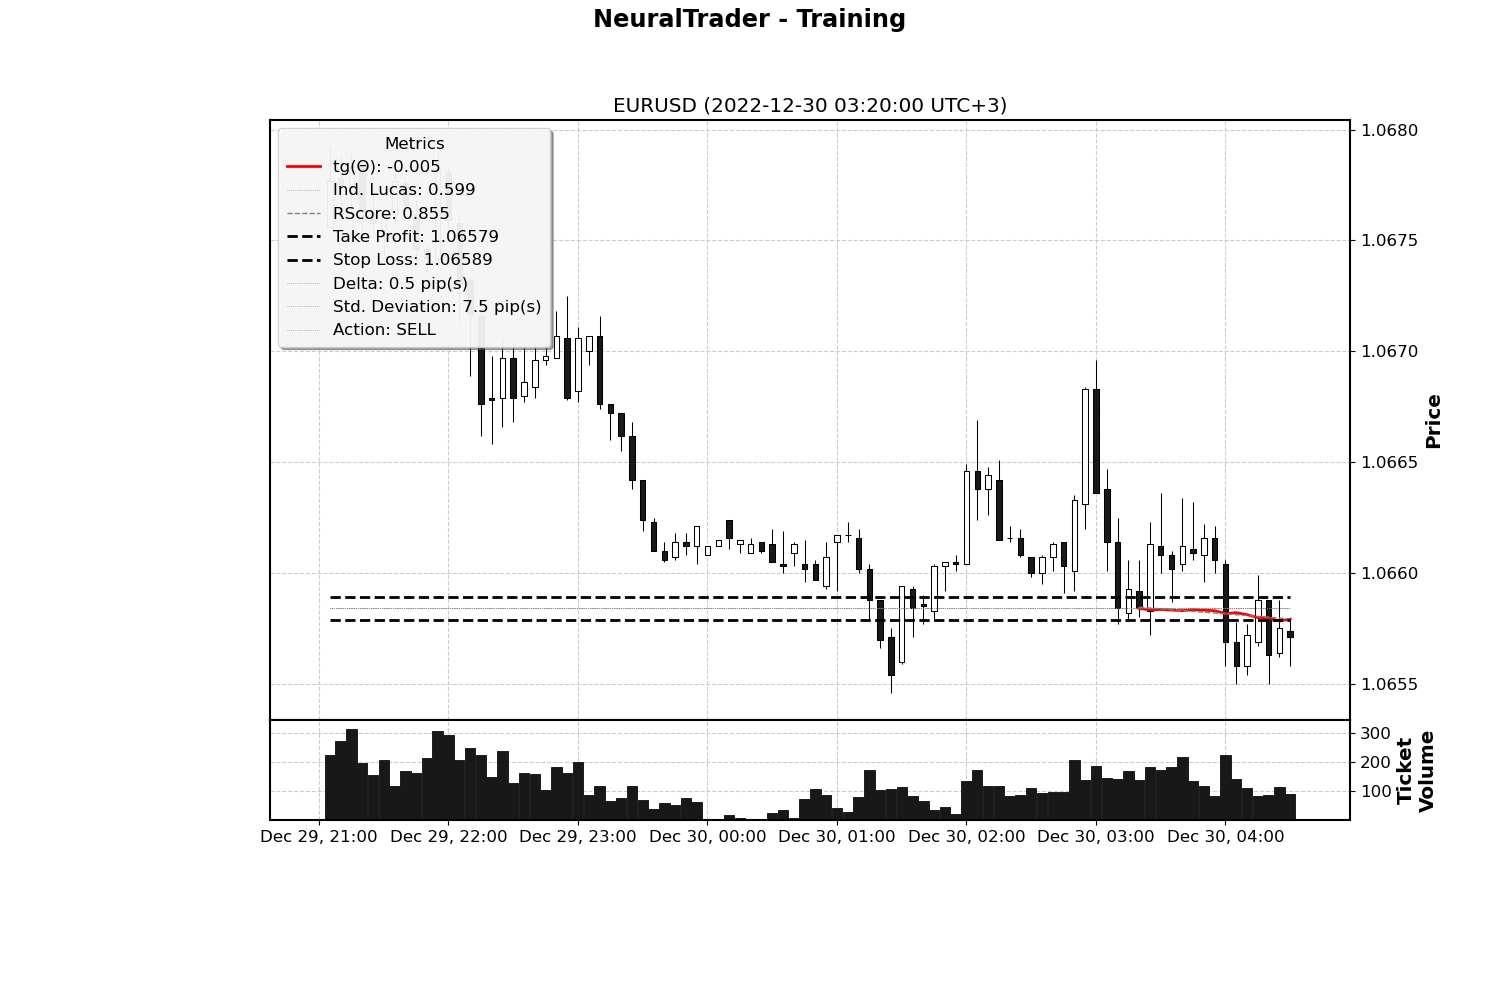 NeuralTrader - Training
EURUSD (2022-12-30 03:20:00 UTC+3)
Metrics
tg(Θ): -0.005
Ind. Lucas: 0.599
RScore: 0.855
Take Profit: 1.06579
Stop Loss: 1.06589
Delta: 0.5 pip(s)
Std. Deviation: 7.5 pip(s)
Action: SELL
1.0680
1.0675
1.0670
1.0665
1.0660
1.0655
Price
300
200
100
Ticket
Volume
Dec 29, 21:00 Dec 29, 22:00 Dec 29, 23:00 Dec 30, 00:00 Dec 30, 01:00 Dec 30, 02:00 Dec 30, 03:00 Dec 30, 04:00